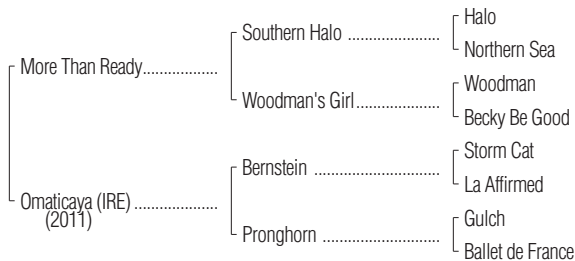 Halo
Southern Halo ....................
Northern Sea
More Than Ready.................
Woodman
Woodman's Girl...................
Becky Be Good
Storm Cat
Bernstein ...........................
La Affirmed
Omaticaya (IRE) ..................
(2011)
Gulch
Pronghorn .........................
Ballet de France